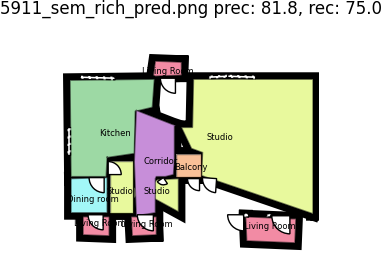 5911_sem_rich_pred.png prec: 81.8, rec: 75.0
Living Room
Kitchen
Studio
Corridor
Balcony
Studio
Studio
Dining room
Living Room
Living Room
Living Room